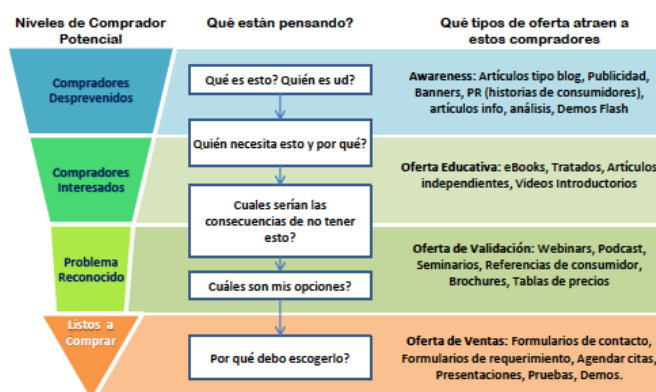 Niveles de Comprador
Potencial
Qué están pensando?
Qué tipos de oferta atraen a
estos compradores
Compradores
Desprevenidos
Qué es esto? Quién es ud?
Awareness: Artículos tipo blog, Publicidad,
Banners, PR (historias de consumidores),
artículos info, análisis, Demos Flash
Quién necesita esto y por qué?
Compradores
Interesados
Oferta Educativa: eBooks, Tratados, Artículos
independientes, Videos Introductorios
Cuales serían las
consecuencias de no tener
esto?
Problema
Reconocido
Oferta de Validación: Webinars, Podcast,
Seminarios, Referencias de consumidor,
Brochures, Tablas de precios
Cuáles son mis opciones?
Listos a
Comprar
Por qué debo escogerlo?
Oferta de Ventas: Formularios de contacto,
Formularios de requerimiento, Agendar citas,
Presentaciones, Pruebas, Demos.